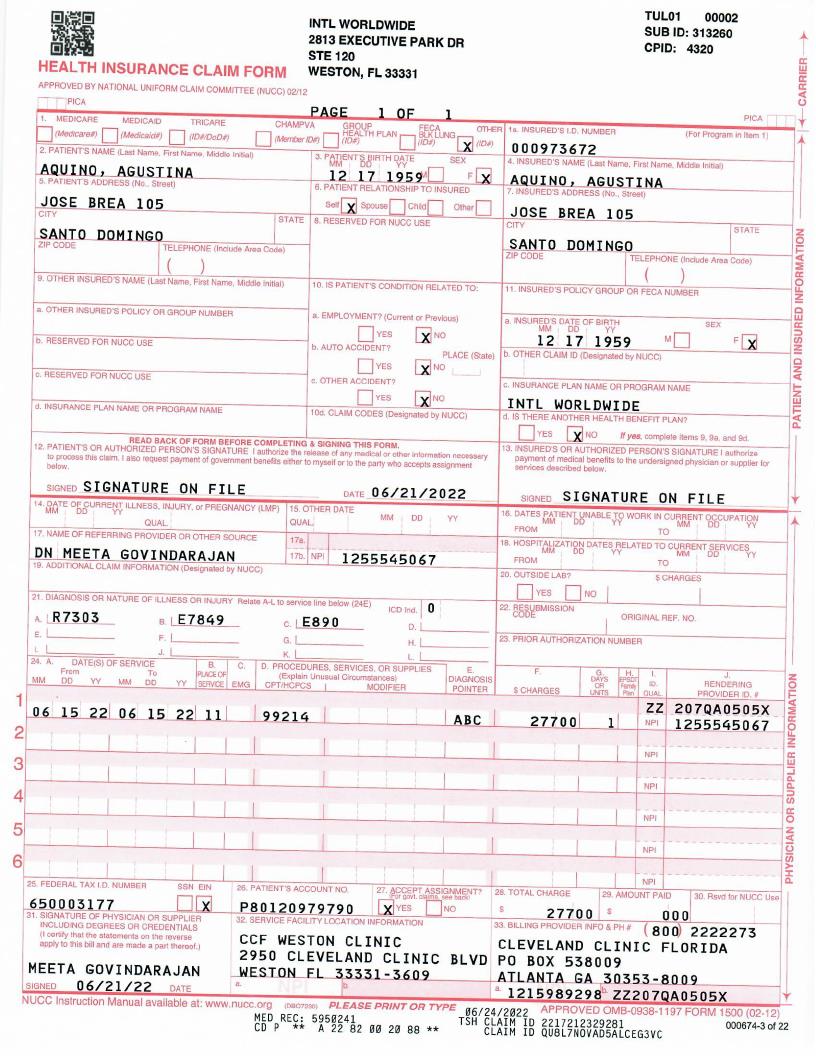 INTL WORLDWIDE
2813 EXECUTIVE PARK DR
STE 120
WESTON, FL 33331
TUL01 00002
SUB ID: 313260
CPID: 4320
HEALTH INSURANCE CLAIM FORM
APPROVED BY NATIONAL UNIFORM CLAIM COMMITTEE (NUCC) 02/12
PICA
PAGE 1 OF 1
PICA
CARRIER
1. MEDICARE MEDICAID TRICARE CHAMPVA GROUP HEALTH PLAN FECA BLK LUNG OTHER
(Medicare#) (Medicaid#) (ID#/DoD#) (Member ID#) (ID#) (ID#) X (ID#)
1a. INSURED'S I.D. NUMBER (For Program in Item 1)
000973672
2. PATIENT'S NAME (Last Name, First Name, Middle Initial)
AQUINO, AGUSTINA
3. PATIENT'S BIRTH DATE SEX
MM DD YY
12 17 1959 M F X
4. INSURED'S NAME (Last Name, First Name, Middle Initial)
AQUINO, AGUSTINA
5. PATIENT'S ADDRESS (No., Street)
JOSE BREA 105
6. PATIENT RELATIONSHIP TO INSURED
Self X Spouse Child Other
7. INSURED'S ADDRESS (No., Street)
JOSE BREA 105
CITY STATE
SANTO DOMINGO
8. RESERVED FOR NUCC USE
CITY STATE
SANTO DOMINGO
ZIP CODE TELEPHONE (Include Area Code)
( )
ZIP CODE TELEPHONE (Include Area Code)
( )
9. OTHER INSURED'S NAME (Last Name, First Name, Middle Initial)
10. IS PATIENT'S CONDITION RELATED TO:
11. INSURED'S POLICY GROUP OR FECA NUMBER
a. OTHER INSURED'S POLICY OR GROUP NUMBER
a. EMPLOYMENT? (Current or Previous)
YES X NO
a. INSURED'S DATE OF BIRTH SEX
MM DD YY
12 17 1959 M F X
b. RESERVED FOR NUCC USE
b. AUTO ACCIDENT? PLACE (State)
YES X NO
b. OTHER CLAIM ID (Designated by NUCC)
c. RESERVED FOR NUCC USE
c. OTHER ACCIDENT?
YES X NO
c. INSURANCE PLAN NAME OR PROGRAM NAME
INTL WORLDWIDE
d. INSURANCE PLAN NAME OR PROGRAM NAME
10d. CLAIM CODES (Designated by NUCC)
d. IS THERE ANOTHER HEALTH BENEFIT PLAN?
YES X NO If yes, complete items 9, 9a, and 9d.
READ BACK OF FORM BEFORE COMPLETING & SIGNING THIS FORM.
12. PATIENT'S OR AUTHORIZED PERSON'S SIGNATURE I authorize the release of any medical or other information necessary
to process this claim. I also request payment of government benefits either to myself or to the party who accepts assignment
below.
SIGNED SIGNATURE ON FILE DATE 06/21/2022
13. INSURED'S OR AUTHORIZED PERSON'S SIGNATURE I authorize
payment of medical benefits to the undersigned physician or supplier for
services described below.
SIGNED SIGNATURE ON FILE
PATIENT AND INSURED INFORMATION
14. DATE OF CURRENT ILLNESS, INJURY, or PREGNANCY (LMP)
MM DD YY QUAL.
15. OTHER DATE
QUAL. MM DD YY
16. DATES PATIENT UNABLE TO WORK IN CURRENT OCCUPATION
MM DD YY MM DD YY
FROM TO
17. NAME OF REFERRING PROVIDER OR OTHER SOURCE
DN MEETA GOVINDARAJAN
17a.
17b. NPI 1255545067
18. HOSPITALIZATION DATES RELATED TO CURRENT SERVICES
MM DD YY MM DD YY
FROM TO
19. ADDITIONAL CLAIM INFORMATION (Designated by NUCC)
20. OUTSIDE LAB? $ CHARGES
YES NO
21. DIAGNOSIS OR NATURE OF ILLNESS OR INJURY Relate A-L to service line below (24E) ICD Ind. 0
A. R7303 B. E7849 C. E890 D.
E. F. G. H.
I. J. K. L.
22. RESUBMISSION CODE ORIGINAL REF. NO.
23. PRIOR AUTHORIZATION NUMBER
24. A. DATE(S) OF SERVICE B. C. D. PROCEDURES, SERVICES, OR SUPPLIES E. F. G. H. I. J.
From To PLACE OF (Explain Unusual Circumstances) DIAGNOSIS DAYS OR EPSDT Family ID. RENDERING
MM DD YY MM DD YY SERVICE EMG CPT/HCPCS MODIFIER POINTER $ CHARGES UNITS Plan QUAL. PROVIDER ID. #
1 ZZ 207QA0505X
06 15 22 06 15 22 11 99214 ABC 27700 1 NPI 1255545067
2
NPI
3
NPI
4
NPI
5
NPI
6
NPI
PHYSICIAN OR SUPPLIER INFORMATION
25. FEDERAL TAX I.D. NUMBER SSN EIN
650003177 X
26. PATIENT'S ACCOUNT NO.
P80120979790
27. ACCEPT ASSIGNMENT?
(For govt. claims, see back)
X YES NO
28. TOTAL CHARGE
$ 27700
29. AMOUNT PAID
$ 000
30. Rsvd for NUCC Use
31. SIGNATURE OF PHYSICIAN OR SUPPLIER
INCLUDING DEGREES OR CREDENTIALS
(I certify that the statements on the reverse
apply to this bill and are made a part thereof.)
MEETA GOVINDARAJAN
SIGNED 06/21/22 DATE
32. SERVICE FACILITY LOCATION INFORMATION
CCF WESTON CLINIC
2950 CLEVELAND CLINIC BLVD
WESTON FL 33331-3609
a. NPI b.
33. BILLING PROVIDER INFO & PH # (800) 2222273
CLEVELAND CLINIC FLORIDA
PO BOX 538009
ATLANTA GA 30353-8009
a. 1215989298 b. ZZ207QA0505X
NUCC Instruction Manual available at: www.nucc.org (DBC7230) PLEASE PRINT OR TYPE APPROVED OMB-0938-1197 FORM 1500 (02-12)
06/24/2022
MED REC: 5950241 TSH CLAIM ID 2217212329281
CD P ** A 22 82 00 20 88 ** CLAIM ID QU8L7NOVAD5ALCEG3VC
000674-3 of 22